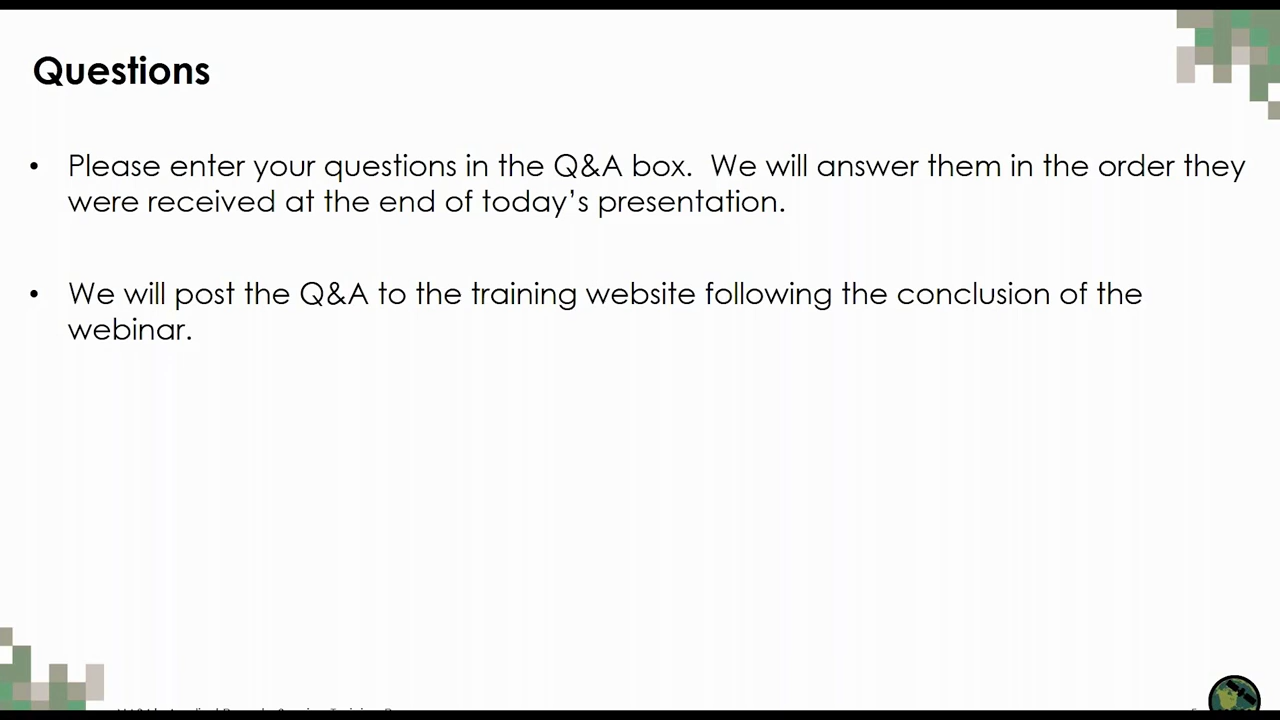 Questions
• Please enter your questions in the Q&A box.  We will answer them in the order they
were received at the end of today’s presentation.
• We will post the Q&A to the training website following the conclusion of the
webinar.